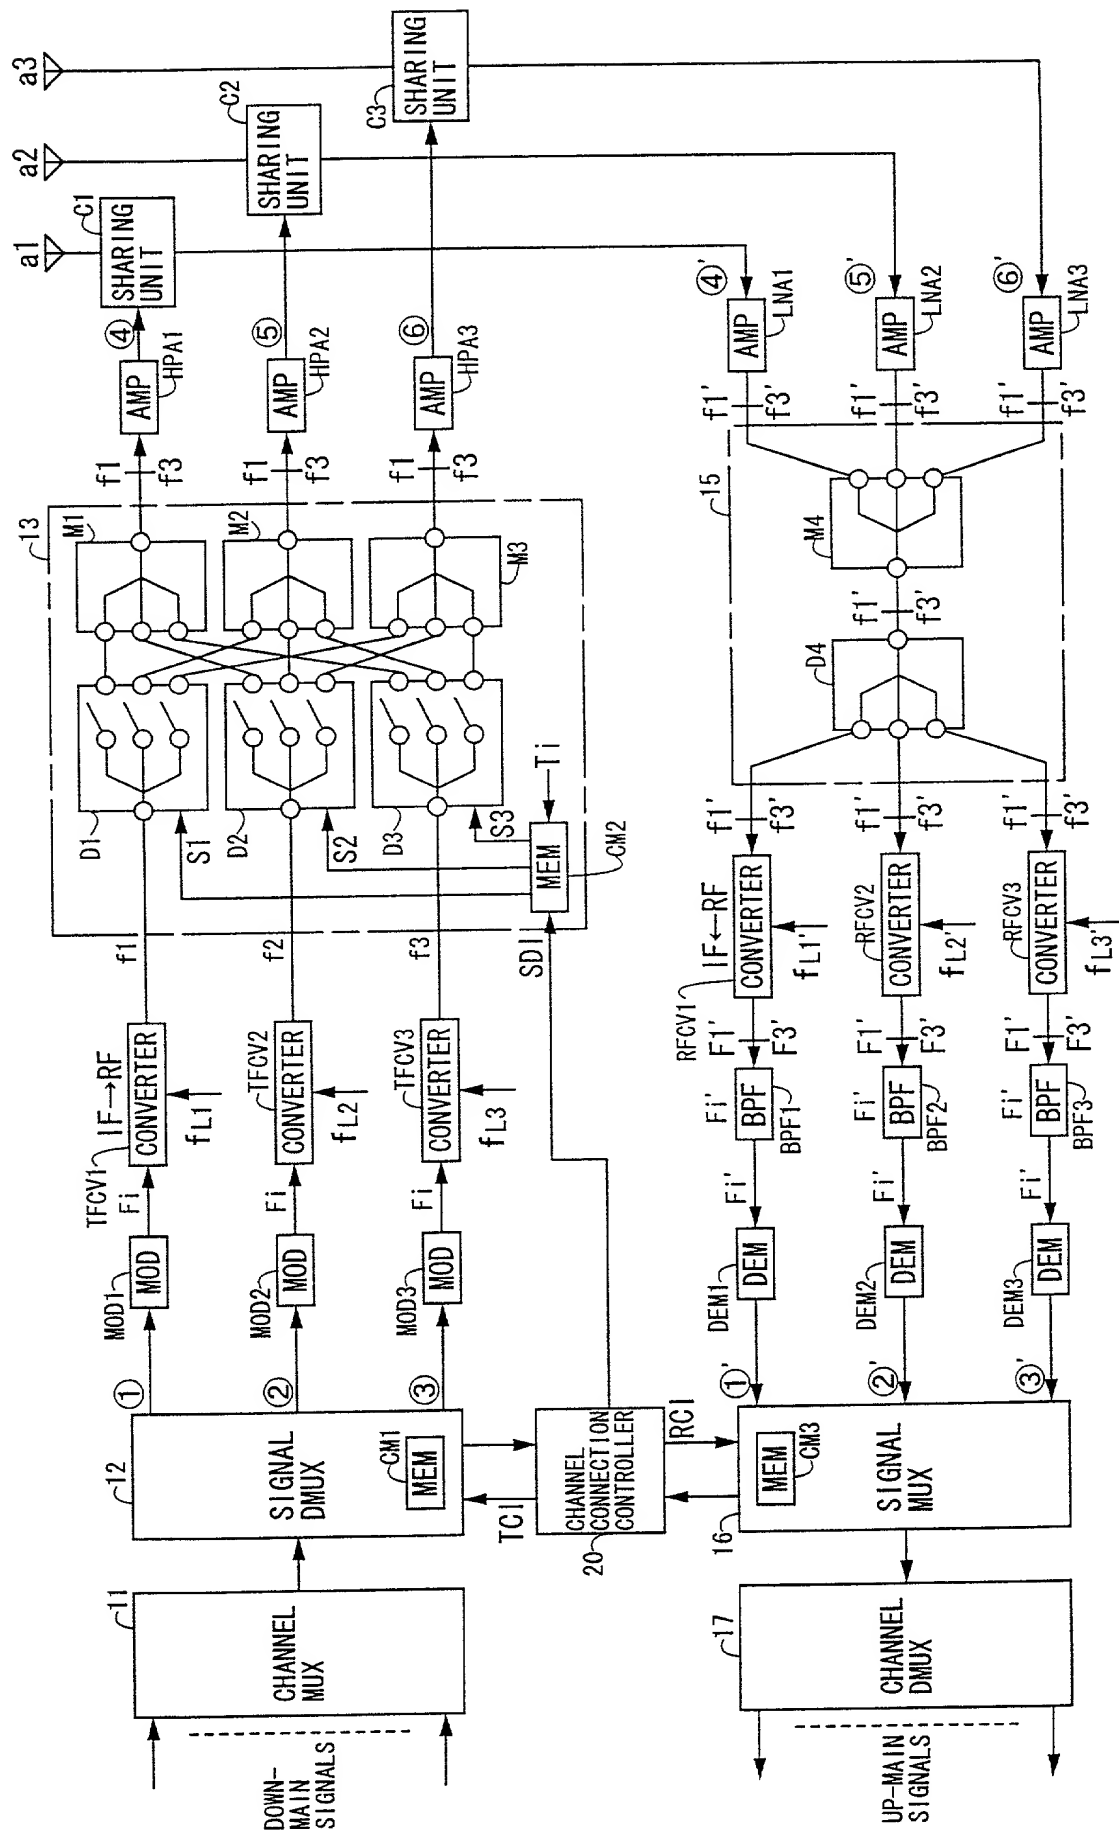 DOWN-
MAIN
SIGNALS
11
CHANNEL
MUX
12
SIGNAL
DMUX
MEM
CM1
①
②
③
MOD1
MOD
MOD2
MOD
MOD3
MOD
Fi
Fi
Fi
TFCV1
IF→RF
CONVERTER
fL1
TFCV2
CONVERTER
fL2
TFCV3
CONVERTER
fL3
f1
f2
f3
13
D1
S1
D2
S2
D3
S3
M1
M2
M3
MEM
CM2
Ti
SDI
f1
f3
f1
f3
f1
f3
AMP
HPA1
AMP
HPA2
AMP
HPA3
④
⑤
⑥
C1
SHARING
UNIT
C2
SHARING
UNIT
C3
SHARING
UNIT
a1
a2
a3
TCI
CHANNEL
CONNECTION
CONTROLLER
20
RCI
UP-MAIN
SIGNALS
17
CHANNEL
DMUX
16
SIGNAL
MUX
MEM
CM3
①'
②'
③'
DEM1
DEM
DEM2
DEM
DEM3
DEM
Fi'
Fi'
Fi'
Fi'
BPF
BPF1
Fi'
BPF
BPF2
Fi'
BPF
BPF3
F1'
F3'
F1'
F3'
F1'
F3'
RFCV1
IF←RF
CONVERTER
fL1'
RFCV2
CONVERTER
fL2'
RFCV3
CONVERTER
fL3'
f1'
f3'
f1'
f3'
f1'
f3'
15
D4
f1'
f3'
M4
f1'
f3'
f1'
f3'
f1'
f3'
AMP
LNA1
AMP
LNA2
AMP
LNA3
④'
⑤'
⑥'